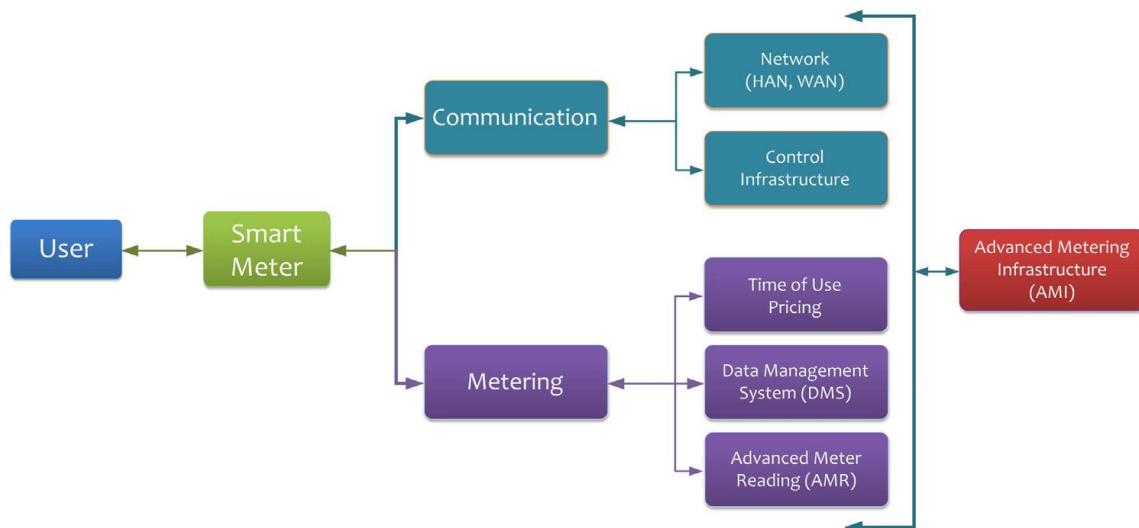 User
Smart
Meter
Communication
Network
(HAN, WAN)
Control
Infrastructure
Metering
Time of Use
Pricing
Data Management
System (DMS)
Advanced Meter
Reading (AMR)
Advanced Metering
Infrastructure
(AMI)